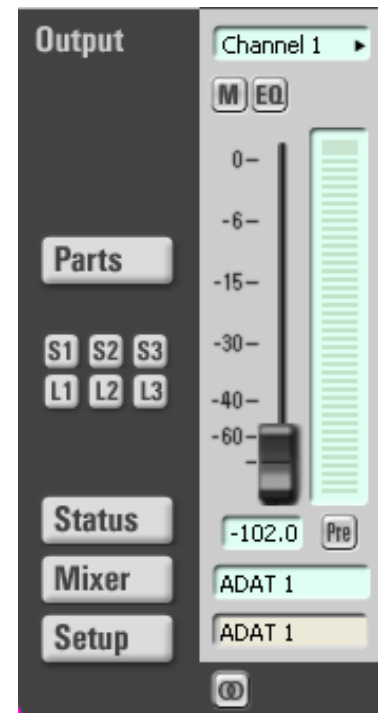 Output
Channel 1
M EQ
0
-6
Parts
-15
S1 S2 S3
-30
L1 L2 L3
-40
-60
Status
-102.0 Pre
Mixer
ADAT 1
Setup
ADAT 1